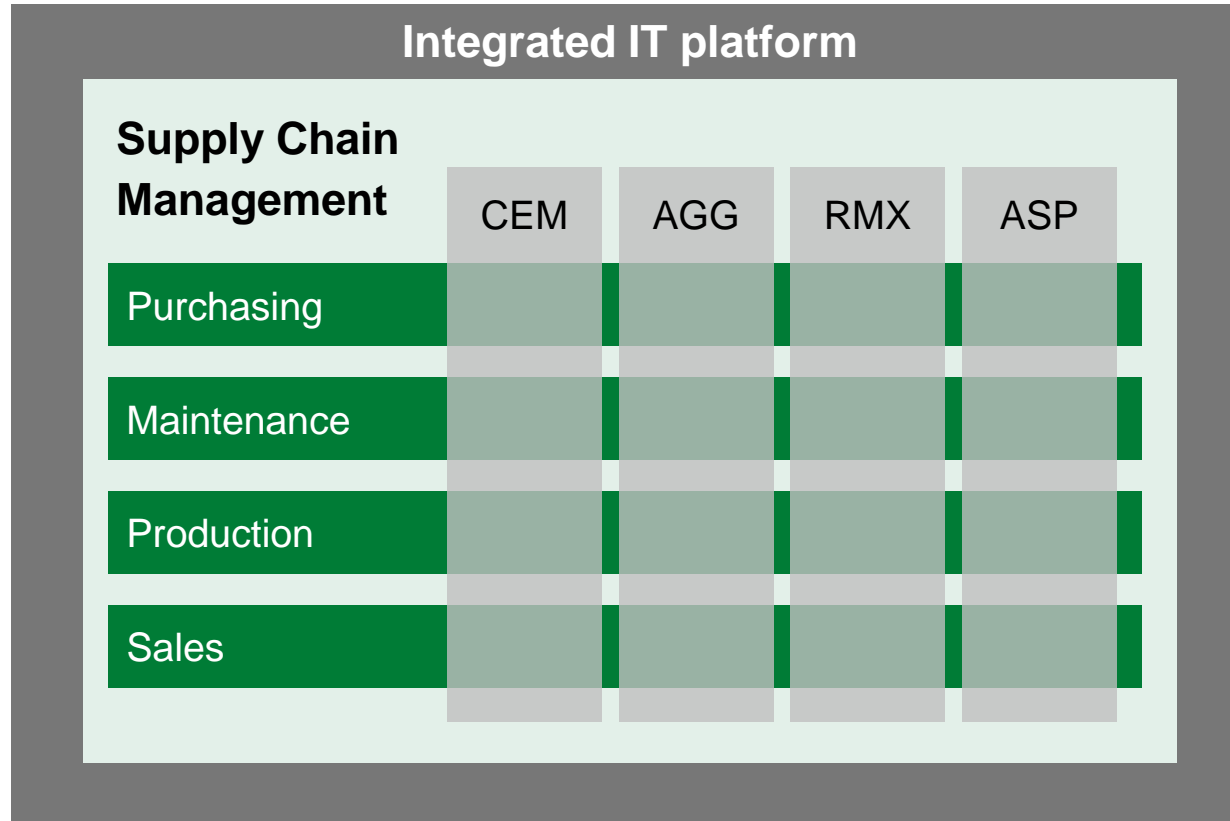 Integrated IT platform
Supply Chain
Management
CEM AGG RMX ASP
Purchasing
Maintenance
Production
Sales